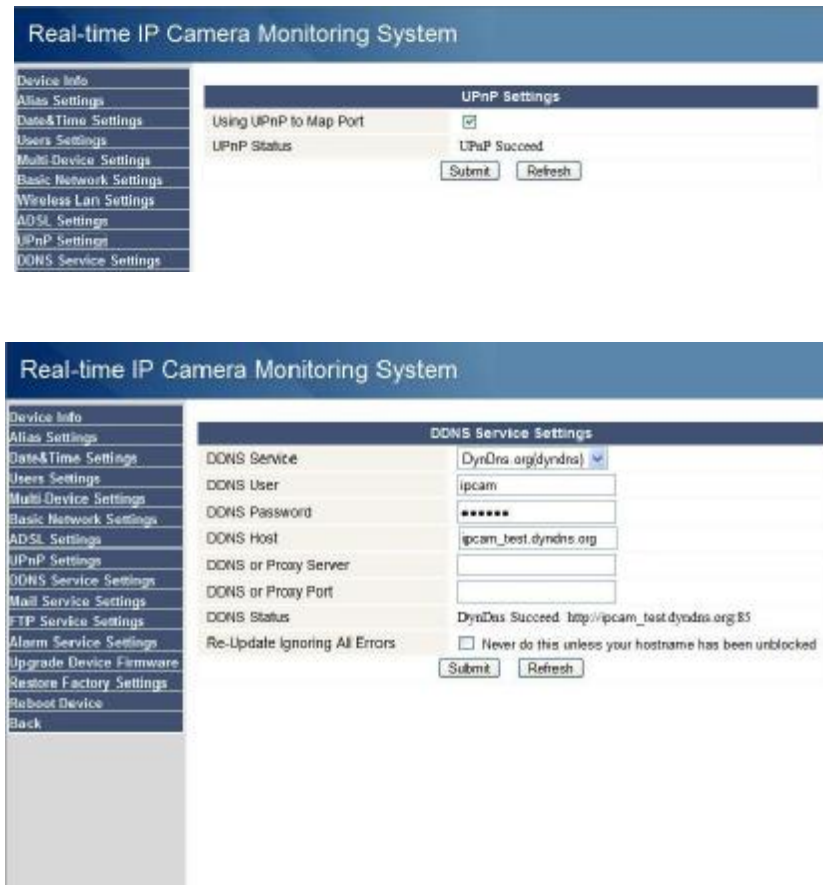 Real-time IP Camera Monitoring System
Device Info
Alias Settings
Date&Time Settings
Users Settings
Multi-Device Settings
Basic Network Settings
Wireless Lan Settings
ADSL Settings
UPnP Settings
DDNS Service Settings
UPnP Settings
Using UPnP to Map Port
UPnP Status UPnP Succeed
Submit Refresh
Real-time IP Camera Monitoring System
Device Info
Alias Settings
Date&Time Settings
Users Settings
Multi-Device Settings
Basic Network Settings
ADSL Settings
UPnP Settings
DDNS Service Settings
Mail Service Settings
FTP Service Settings
Alarm Service Settings
Upgrade Device Firmware
Restore Factory Settings
Reboot Device
Back
DDNS Service Settings
DDNS Service DynDns.org(dyndns)
DDNS User ipcam
DDNS Password ••••••
DDNS Host ipcam_test.dyndns.org
DDNS or Proxy Server
DDNS or Proxy Port
DDNS Status DynDns Succeed http://ipcam_test.dyndns.org:85
Re-Update Ignoring All Errors Never do this unless your hostname has been unblocked
Submit Refresh